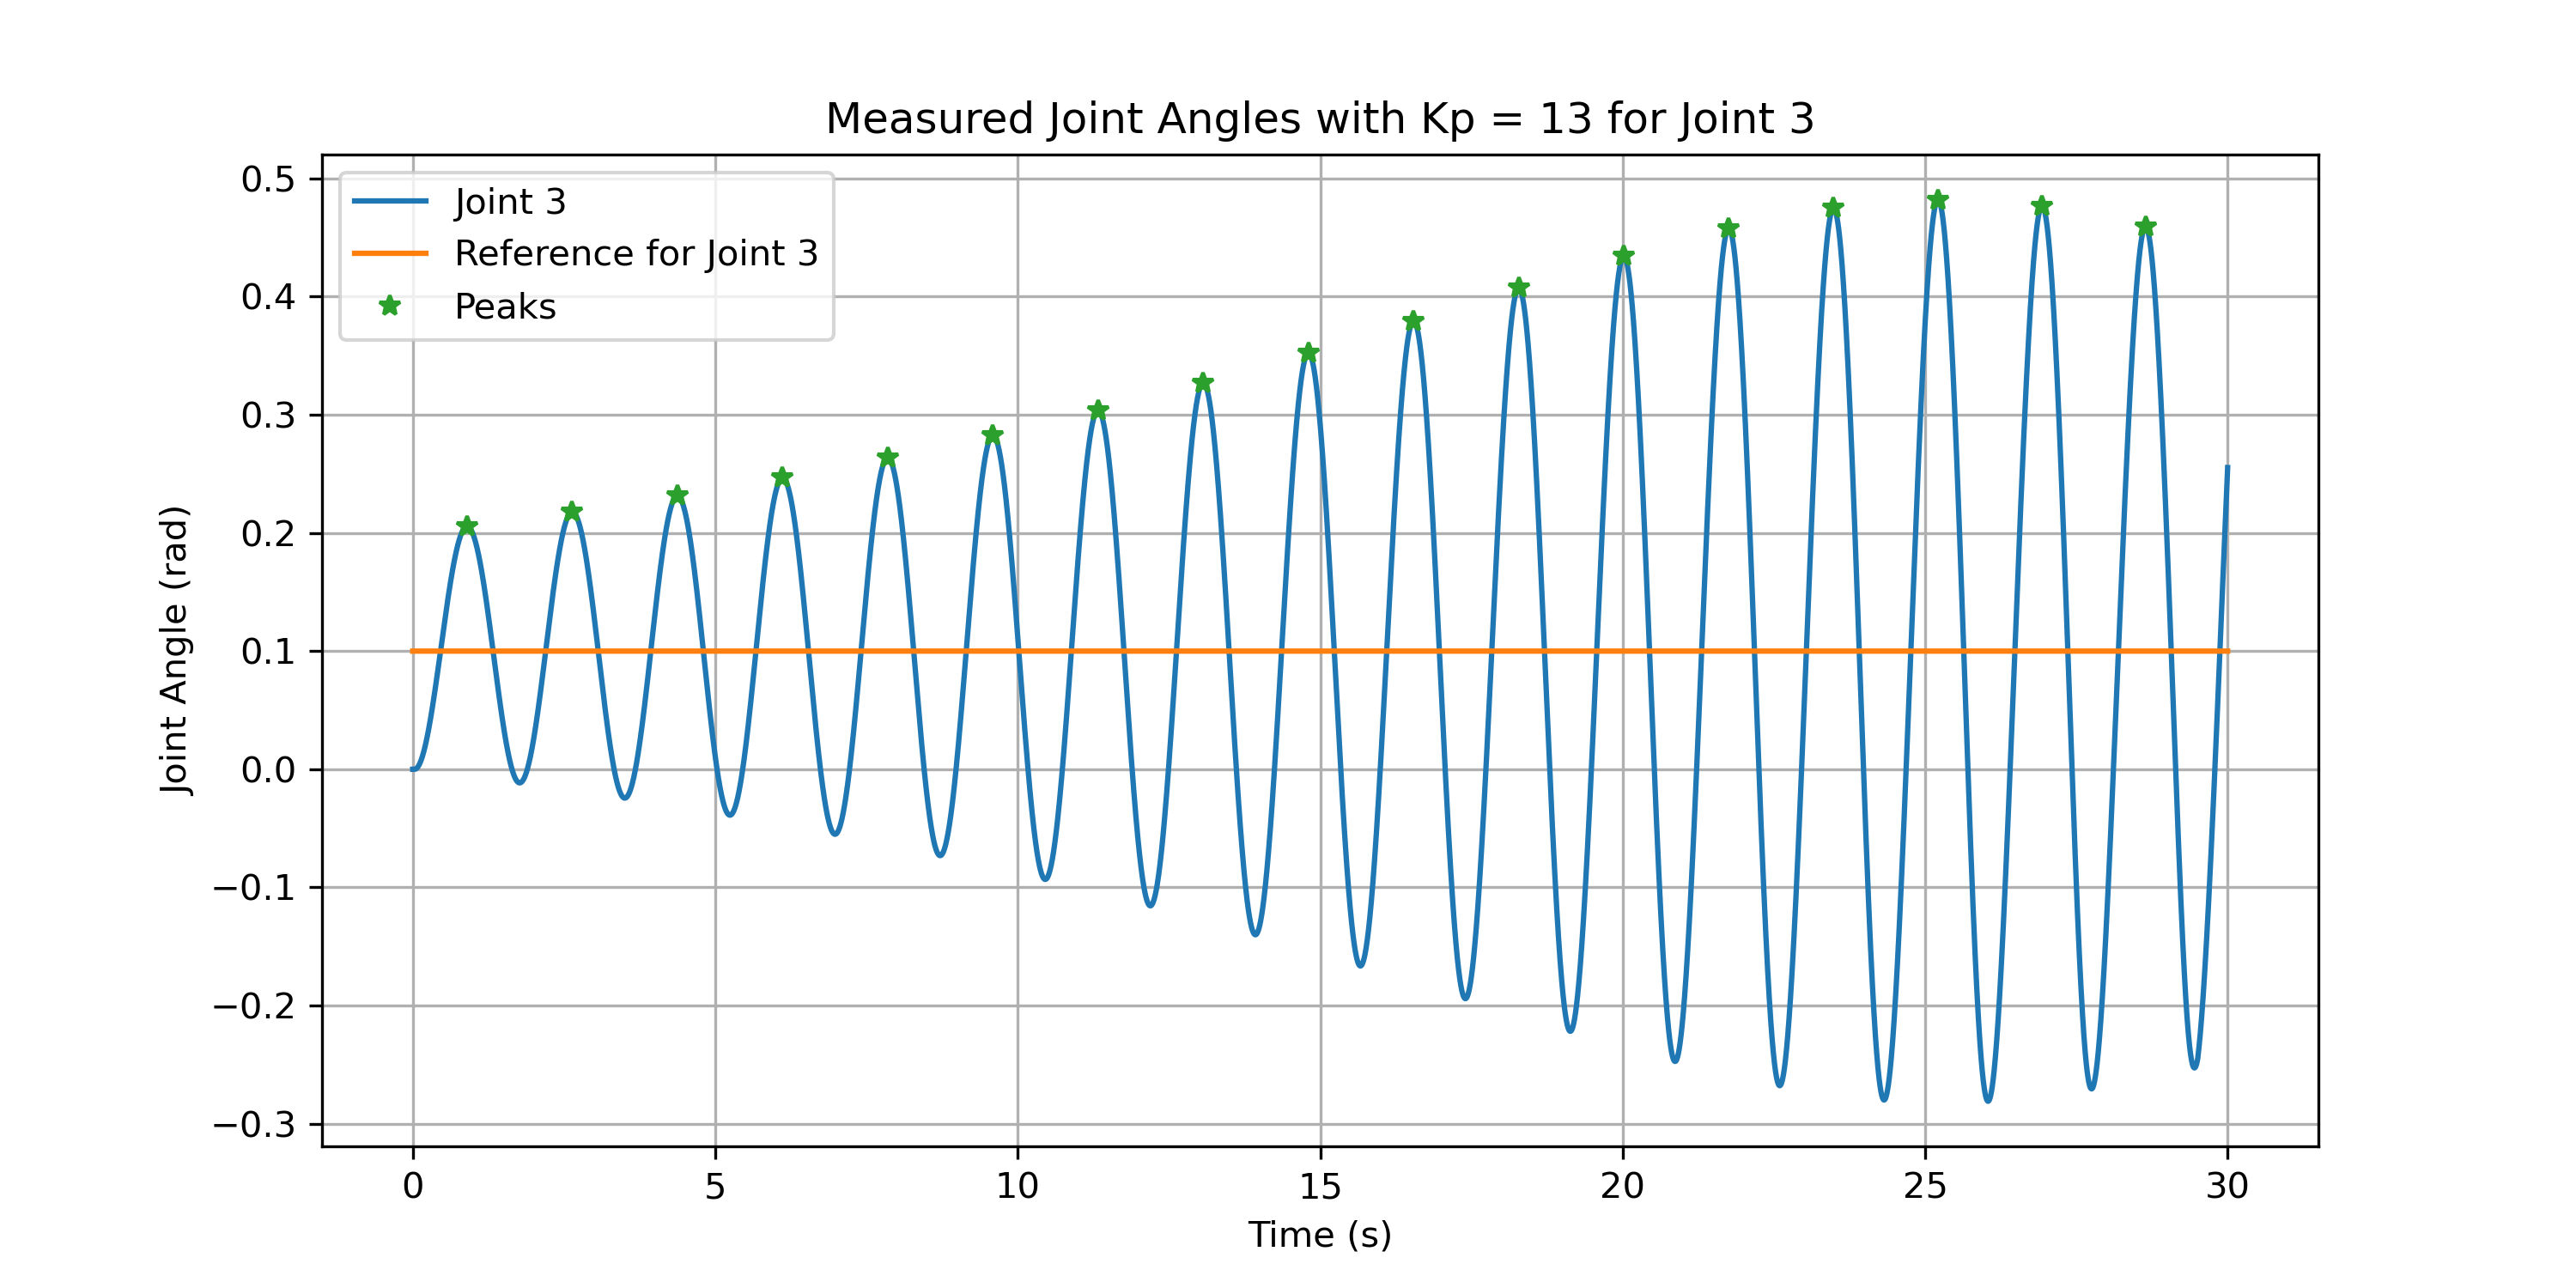 Measured Joint Angles with Kp = 13 for Joint 3
Joint 3
Reference for Joint 3
Peaks
0.5
0.4
0.3
0.2
0.1
0.0
−0.1
−0.2
−0.3
Joint Angle (rad)
0 5 10 15 20 25 30
Time (s)